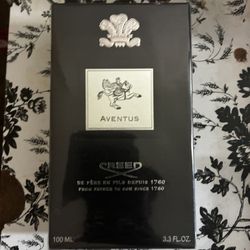 AVENTUS
CREED
DE PÈRE EN FILS DEPUIS 1760
FROM FATHER TO SON SINCE 1760
100 ML 3.3 FL.OZ.